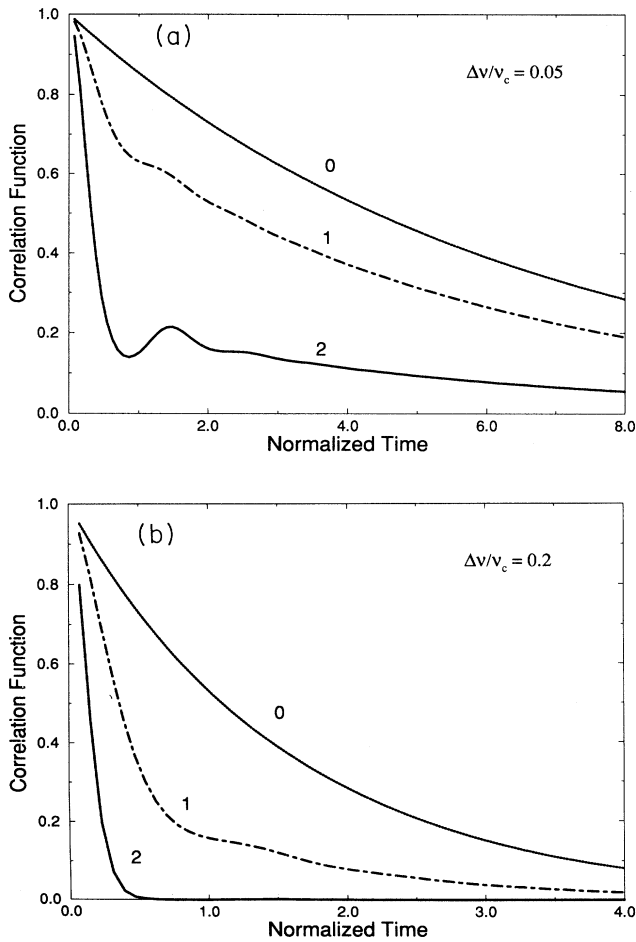 1.0
(a)
Δν/ν_c = 0.05
0.8
0
0.6
1
0.4
0.2
2
0.0
0.0 2.0 4.0 6.0 8.0
Correlation Function
Normalized Time
1.0
(b)
Δν/ν_c = 0.2
0.8
0.6
0
0.4
1
0.2
2
0.0
0.0 1.0 2.0 3.0 4.0
Correlation Function
Normalized Time